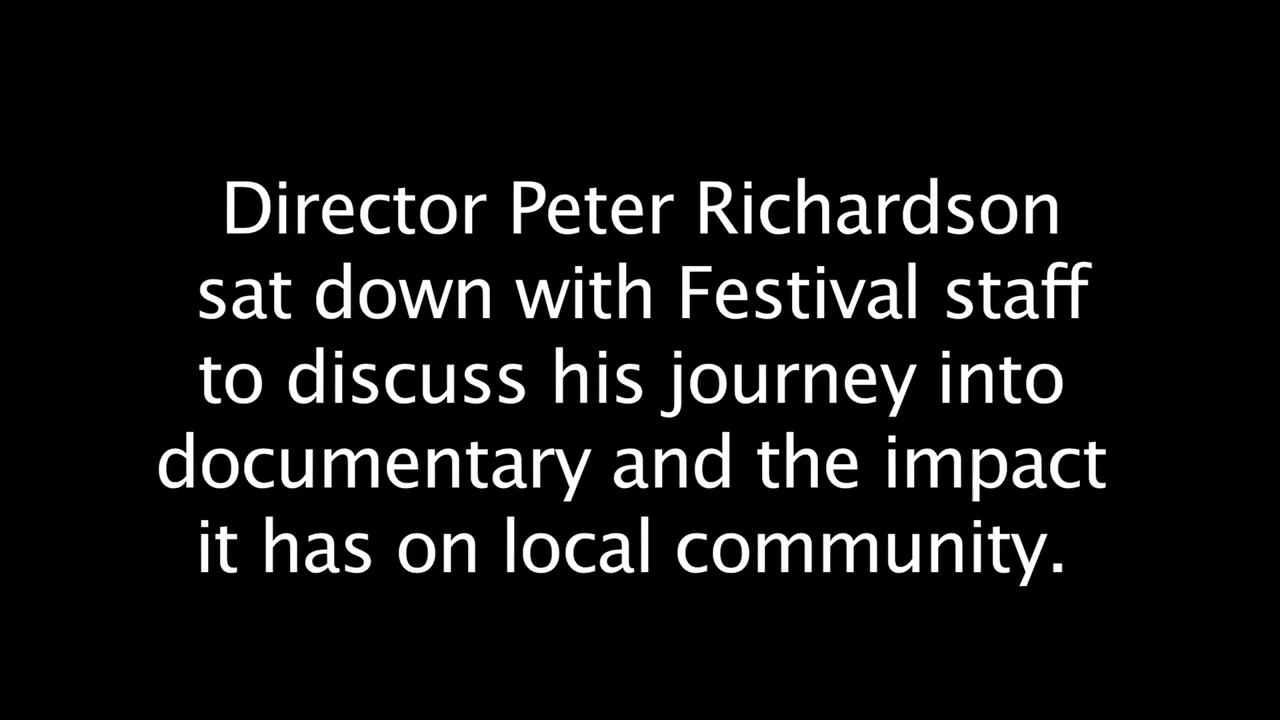 Director Peter Richardson
sat down with Festival staff
to discuss his journey into
documentary and the impact
it has on local community.